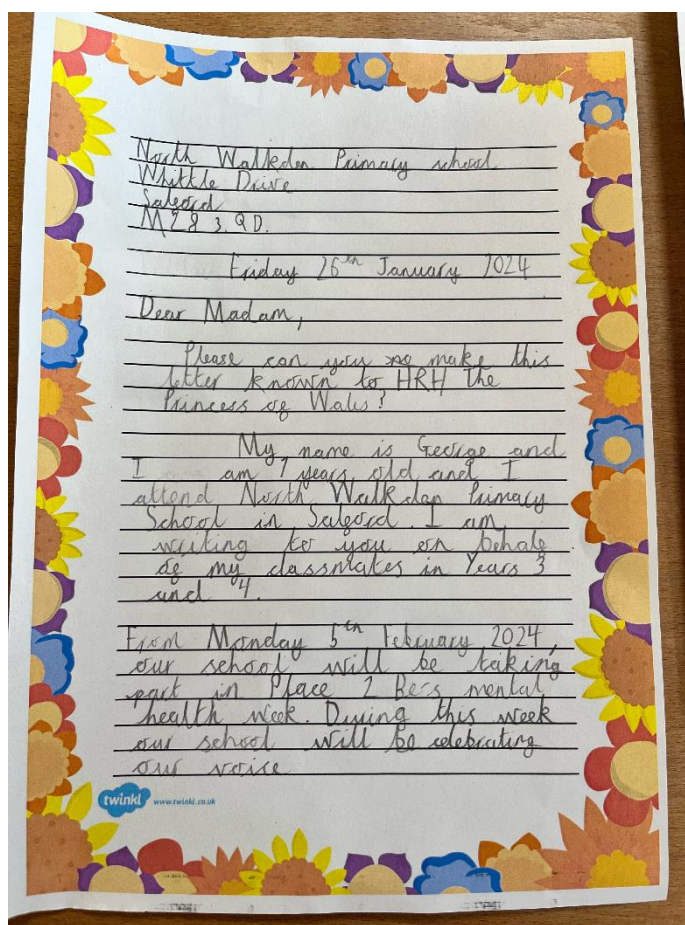 North Walkden Primary school
Whittle Drive
Salford
M28 3QD.
Friday 26th January 2024
Dear Madam,
Please can you make this
letter known to HRH The
Princess of Wales?
My name is George and
I am 7 years old and I
attend North Walkden Primary
School in Salford. I am
writing to you on behalf
of my classmates in Years 3
and 4.
From Monday 5th February 2024,
our school will be taking
part in Place 2 Be's mental
health week. During this week
our school will be celebrating
our voice
twinkl www.twinkl.co.uk